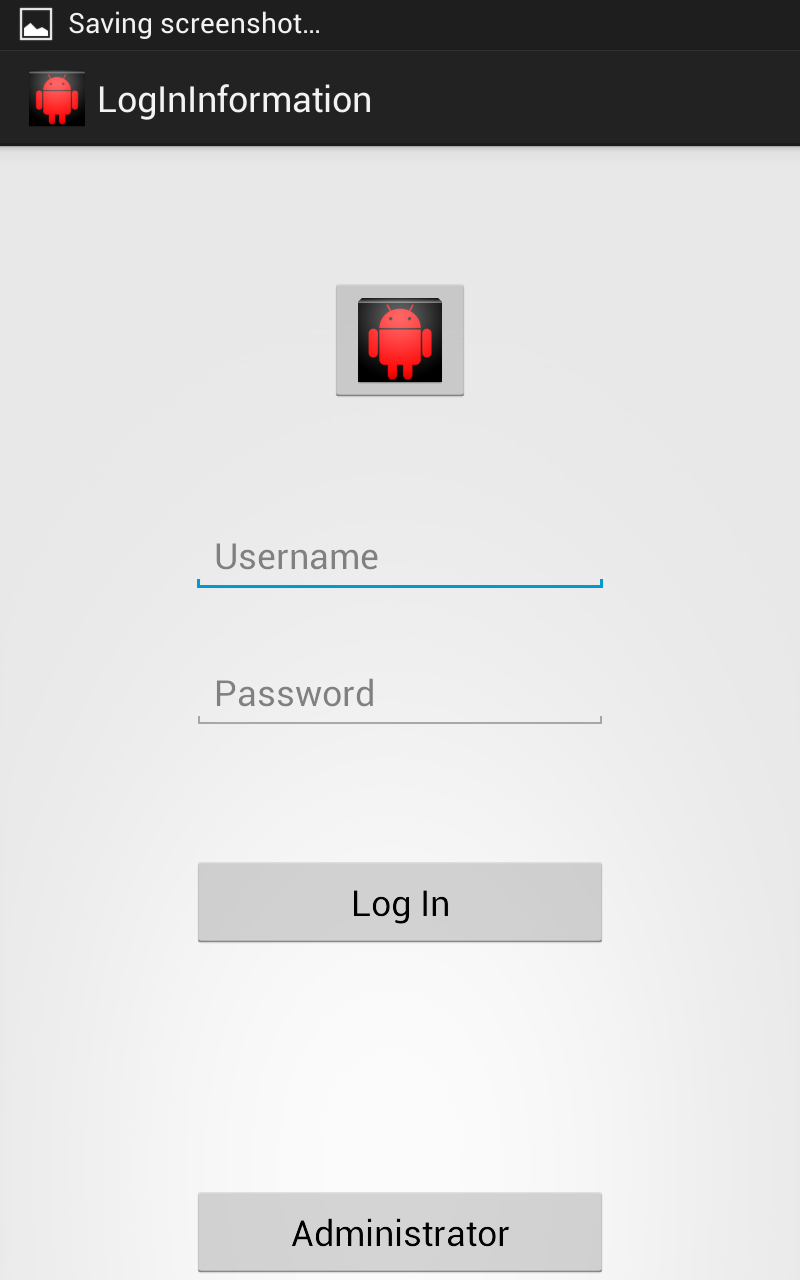 Saving screenshot...
LogInInformation
Username
Password
Log In
Administrator